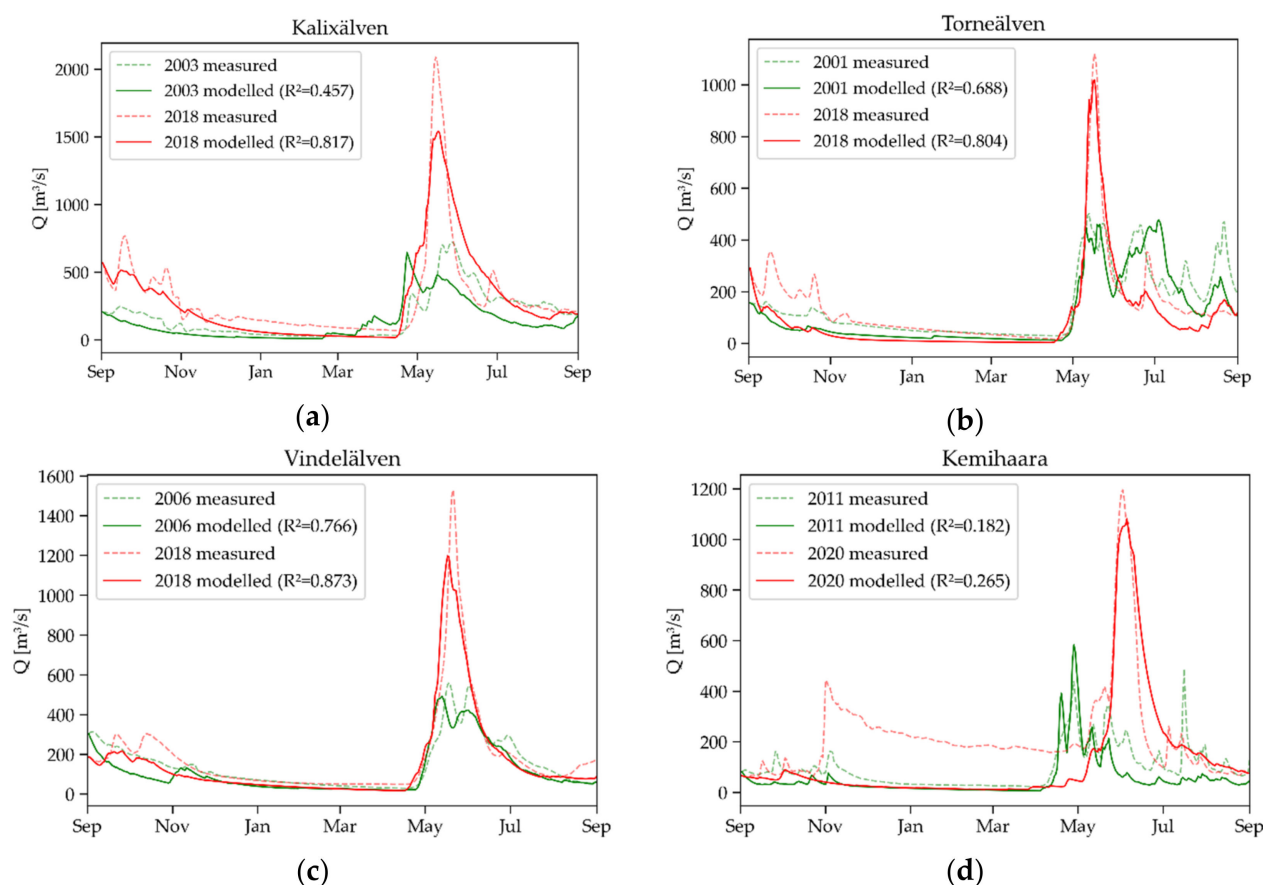 Kalixälven
2003 measured
2003 modelled (R²=0.457)
2018 measured
2018 modelled (R²=0.817)
Q [m³/s]
2000
1500
1000
500
0
Sep Nov Jan Mar May Jul Sep
(a)
Torneälven
2001 measured
2001 modelled (R²=0.688)
2018 measured
2018 modelled (R²=0.804)
Q [m³/s]
1000
800
600
400
200
0
Sep Nov Jan Mar May Jul Sep
(b)
Vindelälven
2006 measured
2006 modelled (R²=0.766)
2018 measured
2018 modelled (R²=0.873)
Q [m³/s]
1600
1400
1200
1000
800
600
400
200
0
Sep Nov Jan Mar May Jul Sep
(c)
Kemihaara
2011 measured
2011 modelled (R²=0.182)
2020 measured
2020 modelled (R²=0.265)
Q [m³/s]
1200
1000
800
600
400
200
0
Sep Nov Jan Mar May Jul Sep
(d)